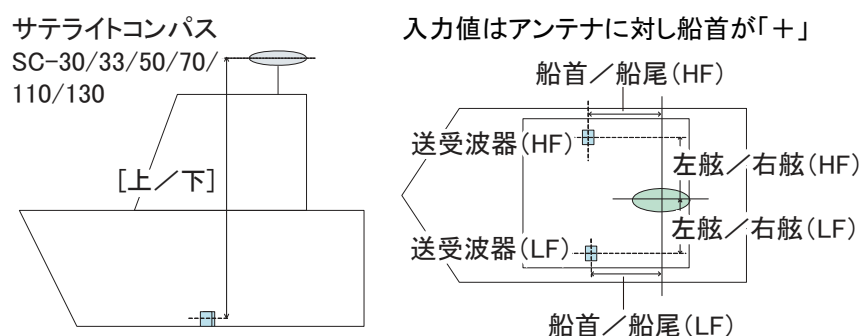 サテライトコンパス
SC-30/33/50/70/
110/130
[上／下]
入力値はアンテナに対し船首が「＋」
船首／船尾(HF)
送受波器(HF)
左舷／右舷(HF)
左舷／右舷(LF)
送受波器(LF)
船首／船尾(LF)